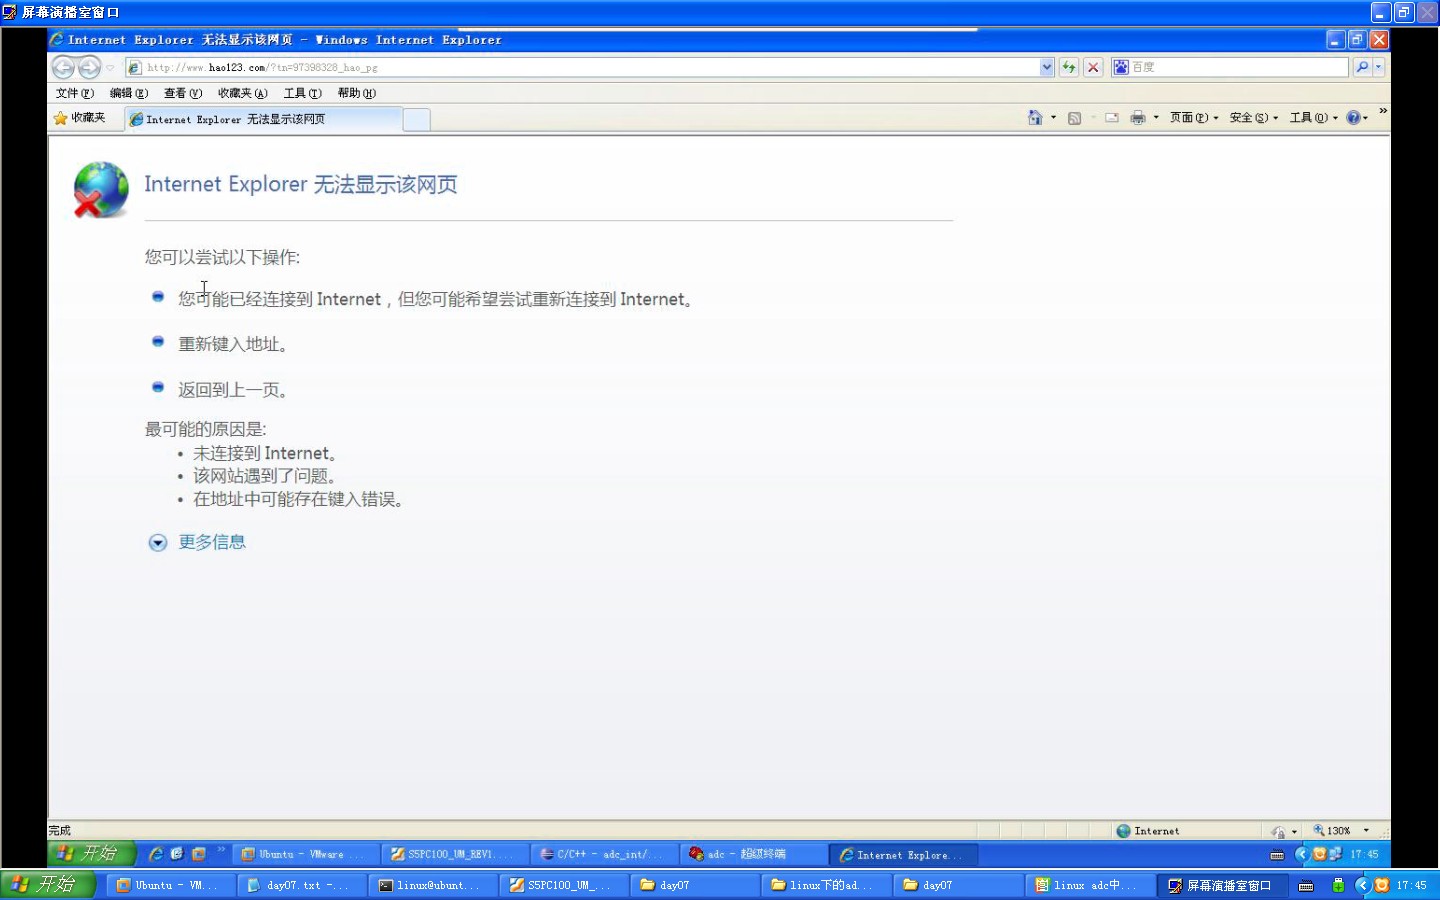 屏幕演播室窗口
Internet Explorer 无法显示该网页 - Windows Internet Explorer
http://www.hao123.com/?tn=97398328_hao_pg
百度
文件(F) 编辑(E) 查看(V) 收藏夹(A) 工具(T) 帮助(H)
收藏夹 Internet Explorer 无法显示该网页 页面(P) 安全(S) 工具(O)
Internet Explorer 无法显示该网页
您可以尝试以下操作:
您可能已经连接到 Internet，但您可能希望尝试重新连接到 Internet。
重新键入地址。
返回到上一页。
最可能的原因是:
• 未连接到 Internet。
• 该网站遇到了问题。
• 在地址中可能存在键入错误。
更多信息
完成 Internet 130%
开始 Ubuntu - VMware ... S5PC100_UM_REV1.... C/C++ - adc_int/... adc - 超级终端 Internet Explore... 17:45
开始 Ubuntu - VM... day07.txt -... linux@ubunt... S5PC100_UM_... day07 linux下的ad... day07 linux adc中... 屏幕演播室窗口 17:45